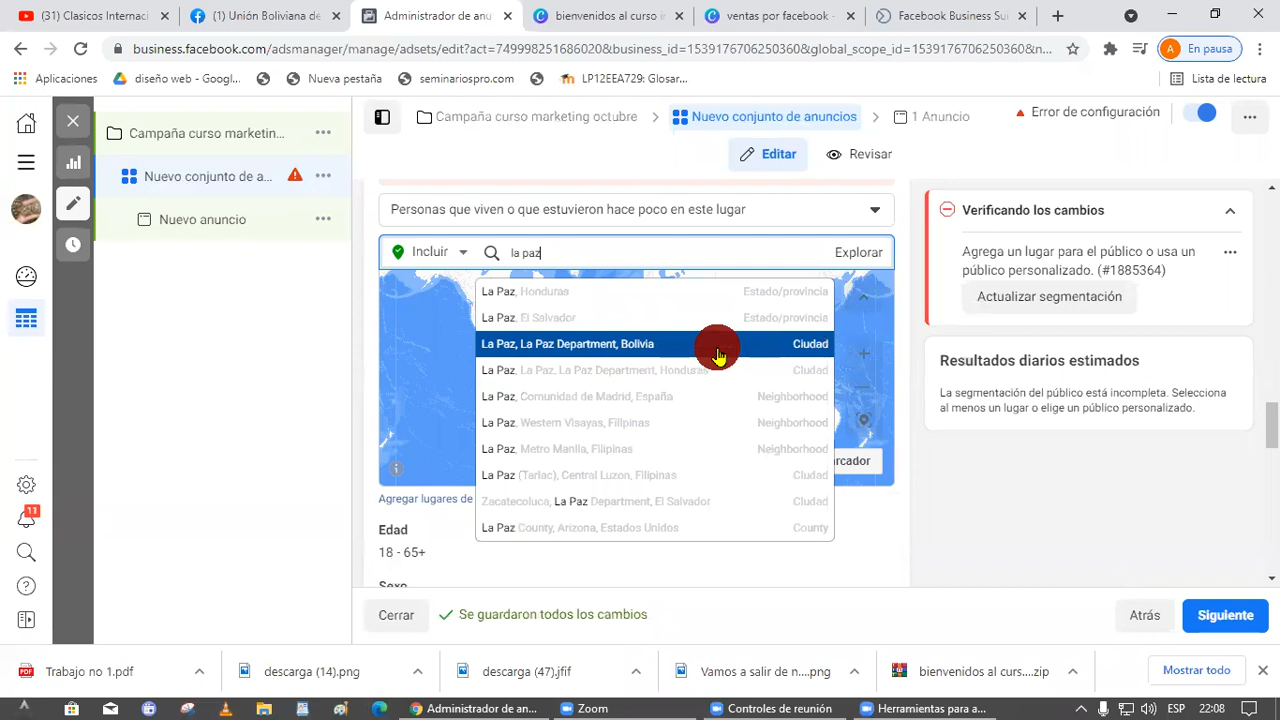 (31) Clasicos Internac
(1) Unión Boliviana de
Administrador de anu
bienvenidos al curso i
ventas por facebook -
Facebook Business Sui
business.facebook.com/adsmanager/manage/adsets/edit?act=749998251686020&business_id=1539176706250360&global_scope_id=1539176706250360&n...
A En pausa
Aplicaciones
diseño web - Googl...
Nueva pestaña
seminariospro.com
LP12EEA729: Glosar...
Lista de lectura
Campaña curso marketing octubre
Nuevo conjunto de anuncios
1 Anuncio
Error de configuración
Campaña curso marketin...
Editar
Revisar
Nuevo conjunto de a...
Nuevo anuncio
Personas que viven o que estuvieron hace poco en este lugar
Incluir
la paz
Explorar
La Paz, Honduras Estado/provincia
La Paz, El Salvador Estado/provincia
La Paz, La Paz Department, Bolivia Ciudad
La Paz, La Paz, La Paz Department, Honduras Ciudad
La Paz, Comunidad de Madrid, España Neighborhood
La Paz, Western Visayas, Filipinas Neighborhood
La Paz, Metro Manila, Filipinas Neighborhood
La Paz (Tarlac), Central Luzon, Filipinas Ciudad
Zacatecoluca, La Paz Department, El Salvador Ciudad
La Paz County, Arizona, Estados Unidos County
arcador
Agregar lugares de
Edad
18 - 65+
Sexo
Verificando los cambios
Agrega un lugar para el público o usa un
público personalizado. (#1885364)
Actualizar segmentación
Resultados diarios estimados
La segmentación del público está incompleta. Selecciona
al menos un lugar o elige un público personalizado.
11
Cerrar
Se guardaron todos los cambios
Atrás
Siguiente
Trabajo no 1.pdf
descarga (14).png
descarga (47).jfif
Vamos a salir de n....png
bienvenidos al curs....zip
Mostrar todo
Administrador de an...
Zoom
Controles de reunión
Herramientas para a...
ESP
22:08